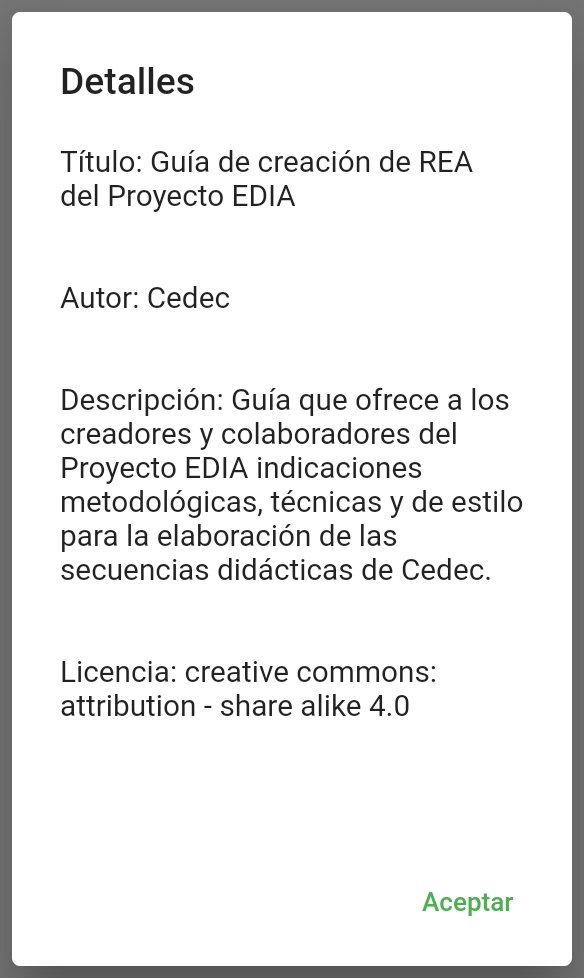 Detalles
Título: Guía de creación de REA
del Proyecto EDIA
Autor: Cedec
Descripción: Guía que ofrece a los
creadores y colaboradores del
Proyecto EDIA indicaciones
metodológicas, técnicas y de estilo
para la elaboración de las
secuencias didácticas de Cedec.
Licencia: creative commons:
attribution - share alike 4.0
Aceptar